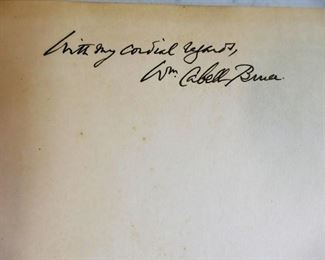 With my cordial regards,
Wm. Cabell Bruce.